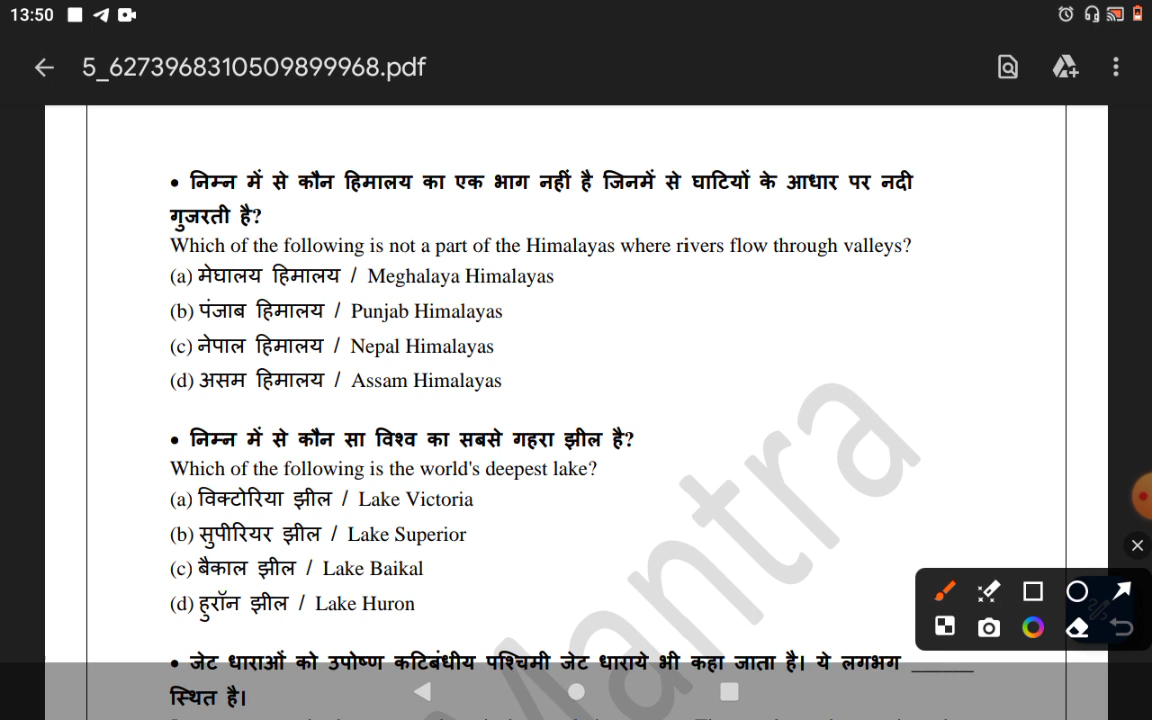 13:50
5_6273968310509899968.pdf
• निम्न में से कौन हिमालय का एक भाग नहीं है जिनमें से घाटियों के आधार पर नदी
गुजरती है?
Which of the following is not a part of the Himalayas where rivers flow through valleys?
(a) मेघालय हिमालय / Meghalaya Himalayas
(b) पंजाब हिमालय / Punjab Himalayas
(c) नेपाल हिमालय / Nepal Himalayas
(d) असम हिमालय / Assam Himalayas
• निम्न में से कौन सा विश्व का सबसे गहरा झील है?
Which of the following is the world's deepest lake?
(a) विक्टोरिया झील / Lake Victoria
(b) सुपीरियर झील / Lake Superior
(c) बैकाल झील / Lake Baikal
(d) हुरॉन झील / Lake Huron
• जेट धाराओं को उपोष्ण कटिबंधीय पश्चिमी जेट धाराये भी कहा जाता है। ये लगभग ______
स्थित है।
Mantra